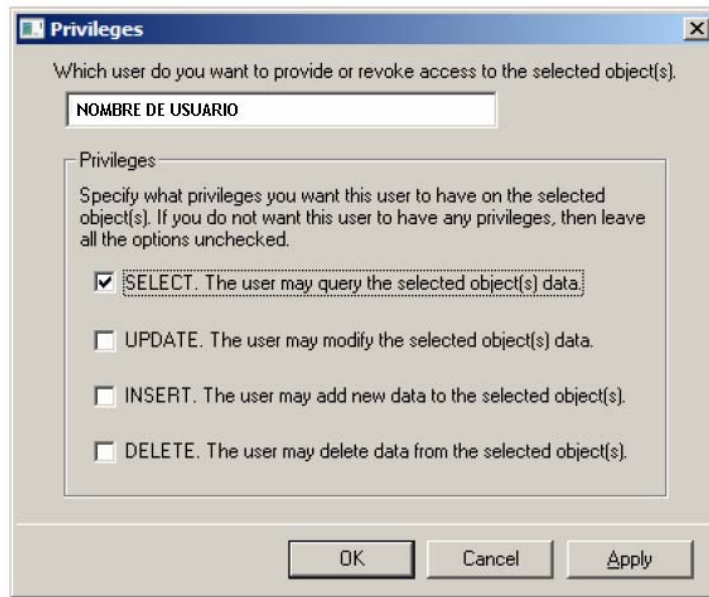 Privileges
Which user do you want to provide or revoke access to the selected object(s).
NOMBRE DE USUARIO
Privileges
Specify what privileges you want this user to have on the selected
object(s). If you do not want this user to have any privileges, then leave
all the options unchecked.
SELECT. The user may query the selected object(s) data.
UPDATE. The user may modify the selected object(s) data.
INSERT. The user may add new data to the selected object(s).
DELETE. The user may delete data from the selected object(s).
OK Cancel Apply